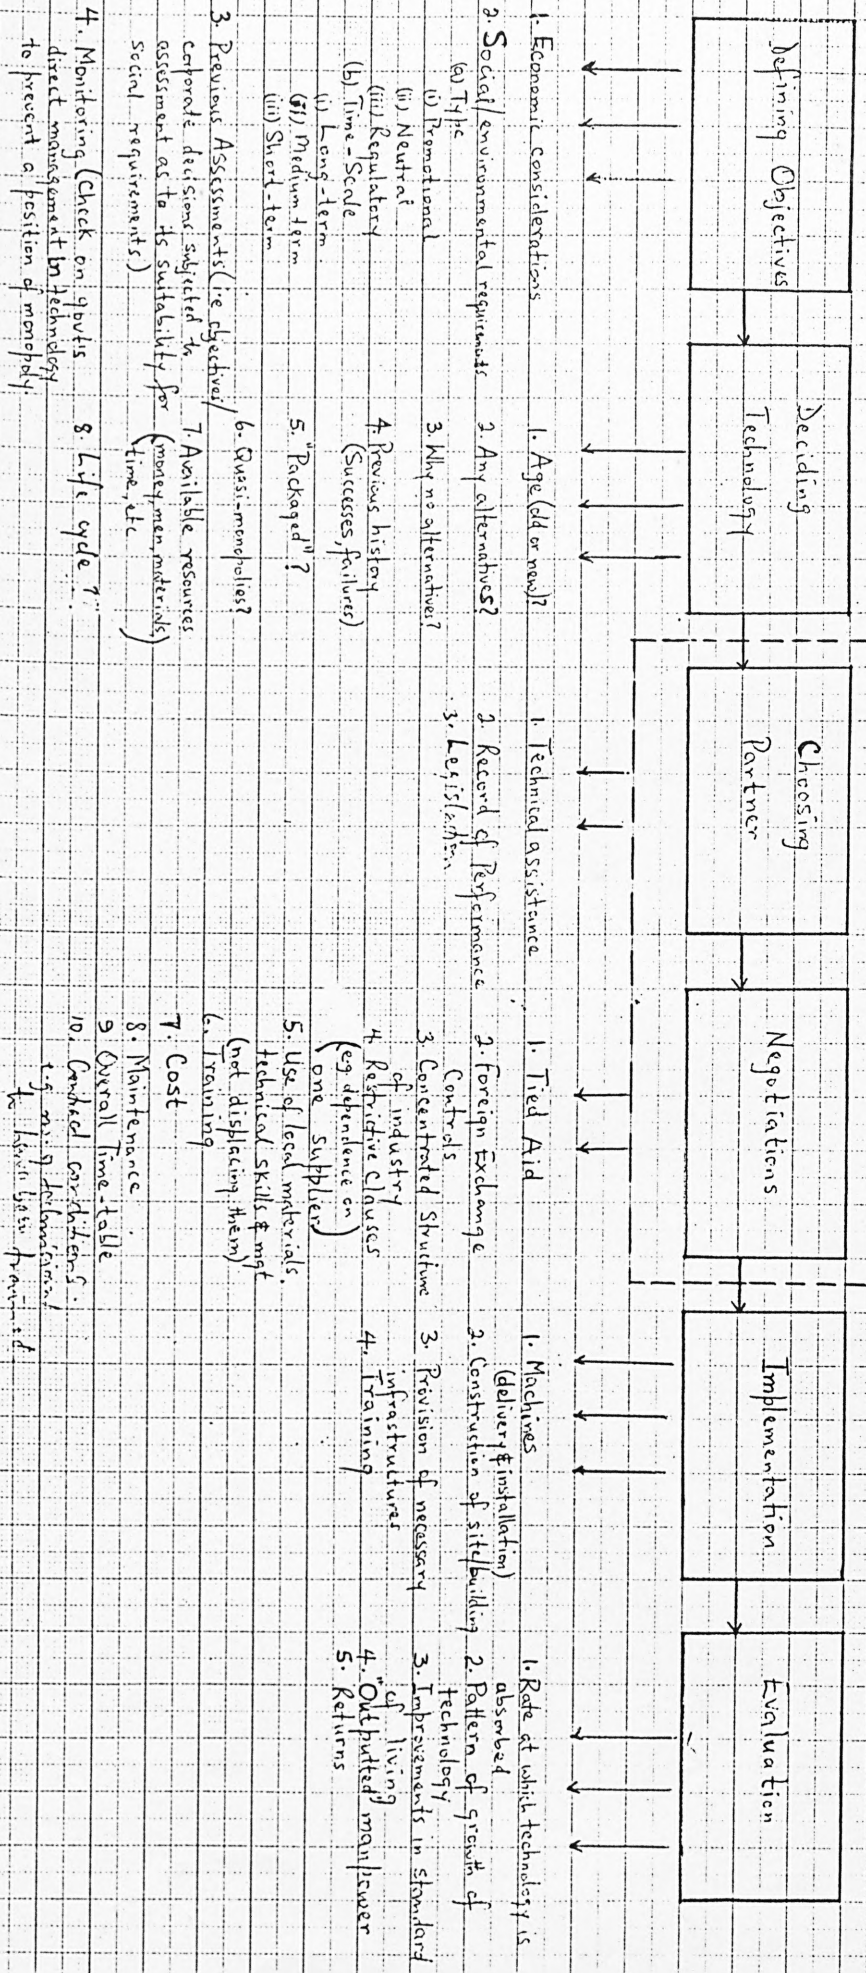 Defining Objectives
Deciding
Technology
Choosing
Partner
Negotiations
Implementation
Evaluation
1. Economic considerations
2. Social/environmental requirements
(a) Type
(i) Promotional
(ii) Neutral
(iii) Regulatory
(b) Time-Scale
(i) Long-term
(ii) Medium term
(iii) Short-term
3. Previous Assessments (i.e. objectives/
corporate decisions subjected to
assessment as to its suitability for
social requirements)
4. Monitoring (Check on govt's
direct management in technology
to prevent a position of monopoly.
1. Age (old or new)?
2. Any alternatives?
3. Why no alternatives?
4. Previous history
(Successes, failures)
5. "Packaged"?
6. Quasi-monopolies?
7. Available resources
(money, men, materials,
time, etc)
8. Life cycle?
1. Technical assistance
2. Record of Performance
3. Legislation
1. Tied Aid
2. Foreign Exchange
Controls
3. Concentrated Structure
of industry
4. Restrictive Clauses
(eg. dependence on
one supplier)
5. Use of local materials,
technical skills & mgt
(not displacing them)
6. Training
7. Cost
8. Maintenance
9 Overall Time-table
10. Contract conditions.
e.g.
to have been trained
1. Machines
(delivery & installation)
2. Construction of site/building
3. Provision of necessary
infrastructures
4. Training
1. Rate at which technology is
absorbed
2. Pattern of growth of
technology
3. Improvements in standard
of living
4. "Outputted" man/power
5. Returns